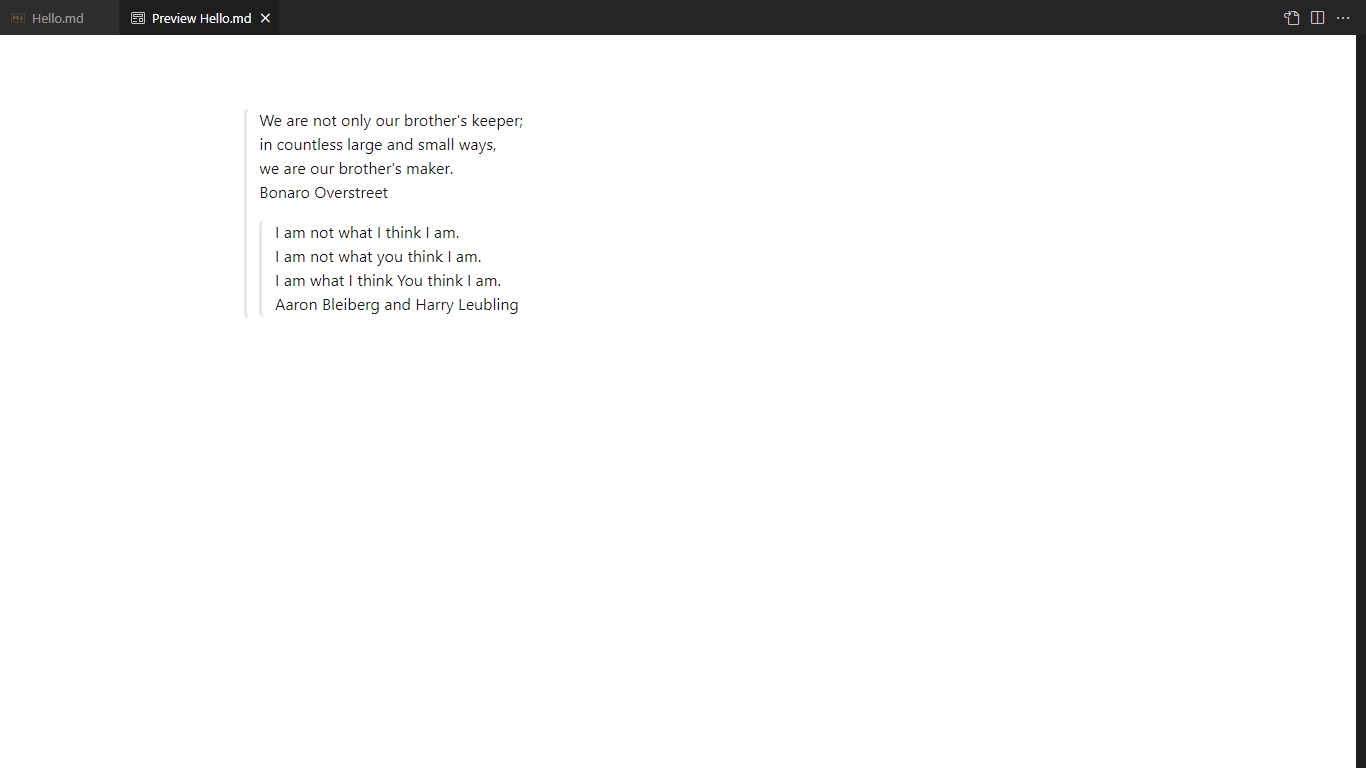 Hello.md
Preview Hello.md
We are not only our brother's keeper;
in countless large and small ways,
we are our brother's maker.
Bonaro Overstreet
I am not what I think I am.
I am not what you think I am.
I am what I think You think I am.
Aaron Bleiberg and Harry Leubling